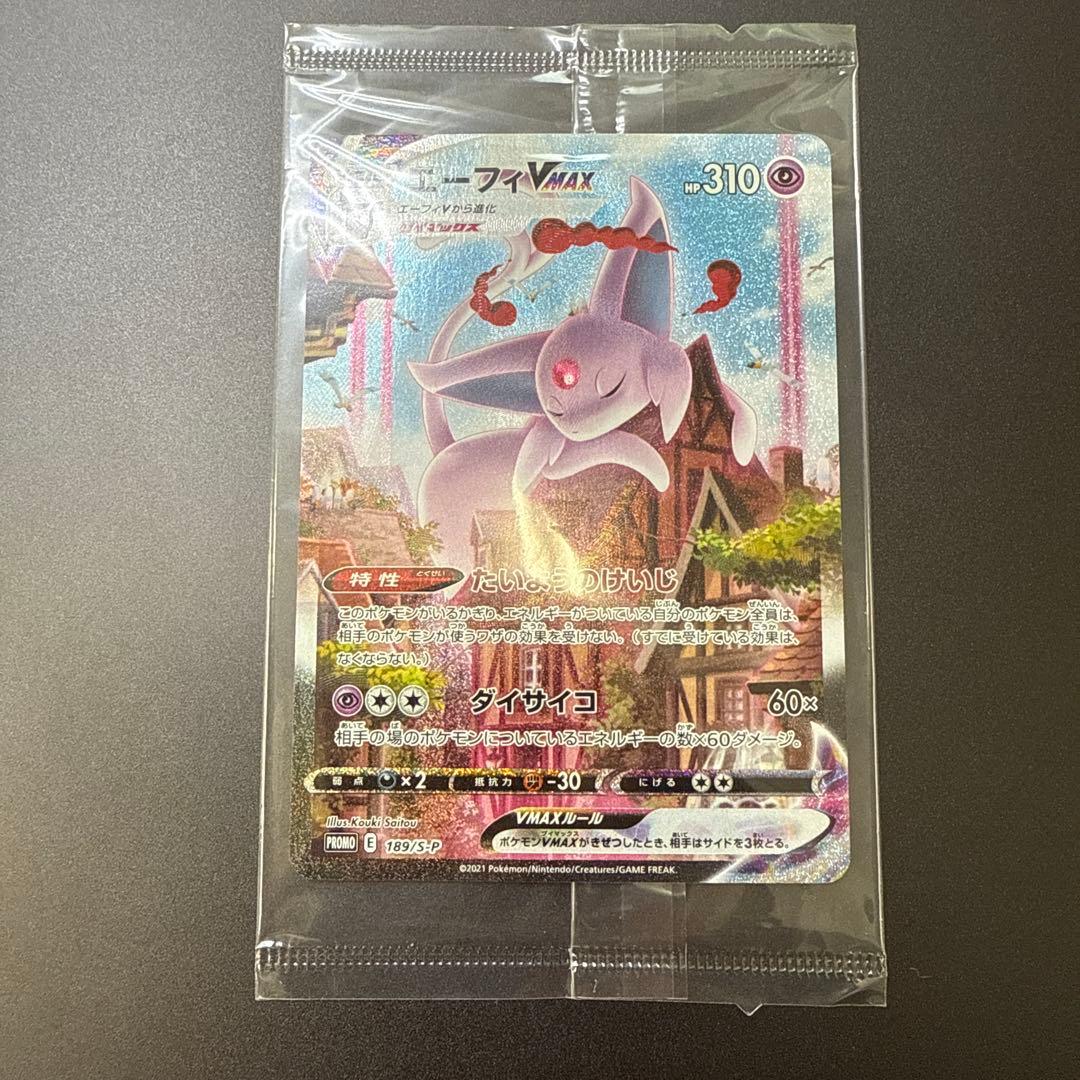 エーフィVMAX HP310
エーフィVから進化
特性 とくせい たいようのけいじ
このポケモンがいるかぎり、エネルギーがついている自分のポケモン全員は、
相手のポケモンが使うワザの効果を受けない。（すでに受けている効果は、
なくならない。）
ダイサイコ 60×
相手の場のポケモンについているエネルギーの数×60ダメージ。
弱点 ×2 抵抗力 -30 にげる
Illus. Kouki Saitou
VMAXルール
PROMO E 189/S-P
ポケモンVMAXがきぜつしたとき、相手はサイドを3枚とる。
©2021 Pokémon/Nintendo/Creatures/GAME FREAK.